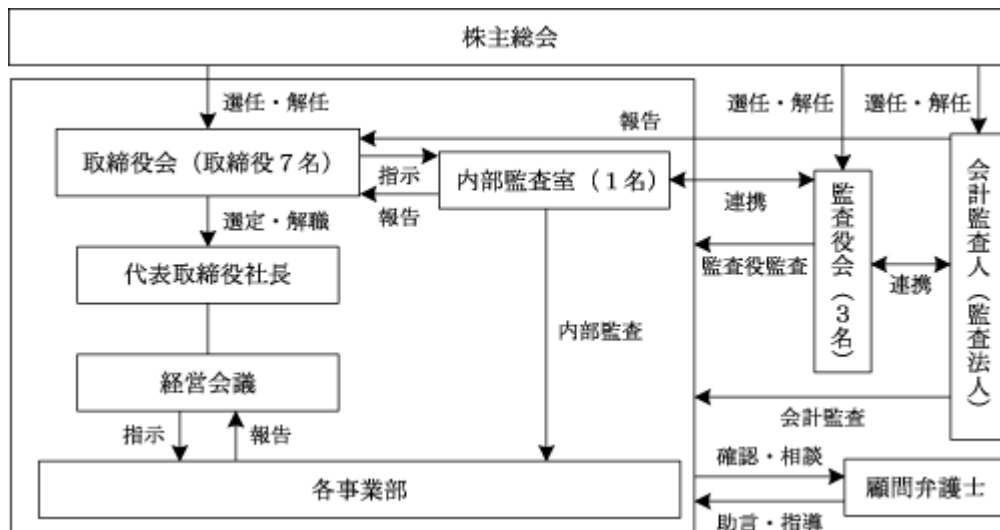 株主総会
選任・解任
選任・解任
選任・解任
報告
取締役会（取締役７名）
指示
報告
内部監査室（１名）
連携
監査役会（３名）
連携
会計監査人（監査法人）
選定・解職
監査役監査
代表取締役社長
内部監査
経営会議
会計監査
指示
報告
確認・相談
各事業部
顧問弁護士
助言・指導